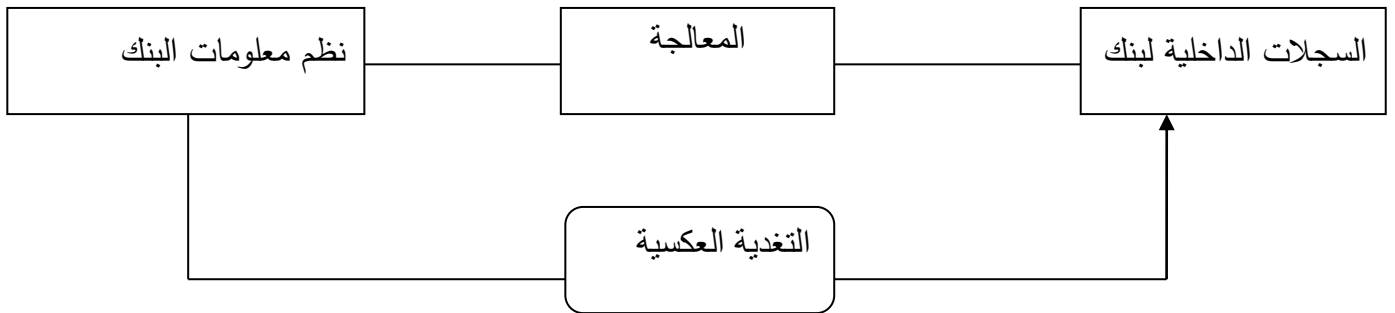 السجلات الداخلية لبنك
المعالجة
نظم معلومات البنك
التغدية العكسية